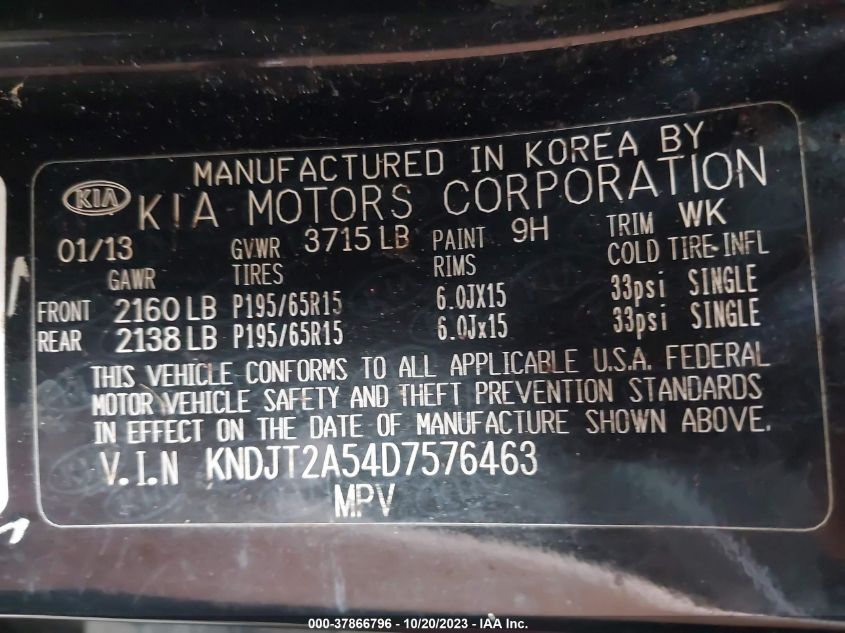 MANUFACTURED IN KOREA BY
KIA KIA MOTORS CORPORATION
01/13 GVWR 3715 LB PAINT 9H TRIM WK
GAWR TIRES RIMS COLD TIRE-INFL
FRONT 2160 LB P195/65R15 6.0JX15 33psi SINGLE
REAR 2138 LB P195/65R15 6.0Jx15 33psi SINGLE
THIS VEHICLE CONFORMS TO ALL APPLICABLE U.S.A. FEDERAL
MOTOR VEHICLE SAFETY AND THEFT PREVENTION STANDARDS
IN EFFECT ON THE DATE OF MANUFACTURE SHOWN ABOVE.
V.I.N KNDJT2A54D7576463
MPV
000-37866796 - 10/20/2023 - IAA Inc.